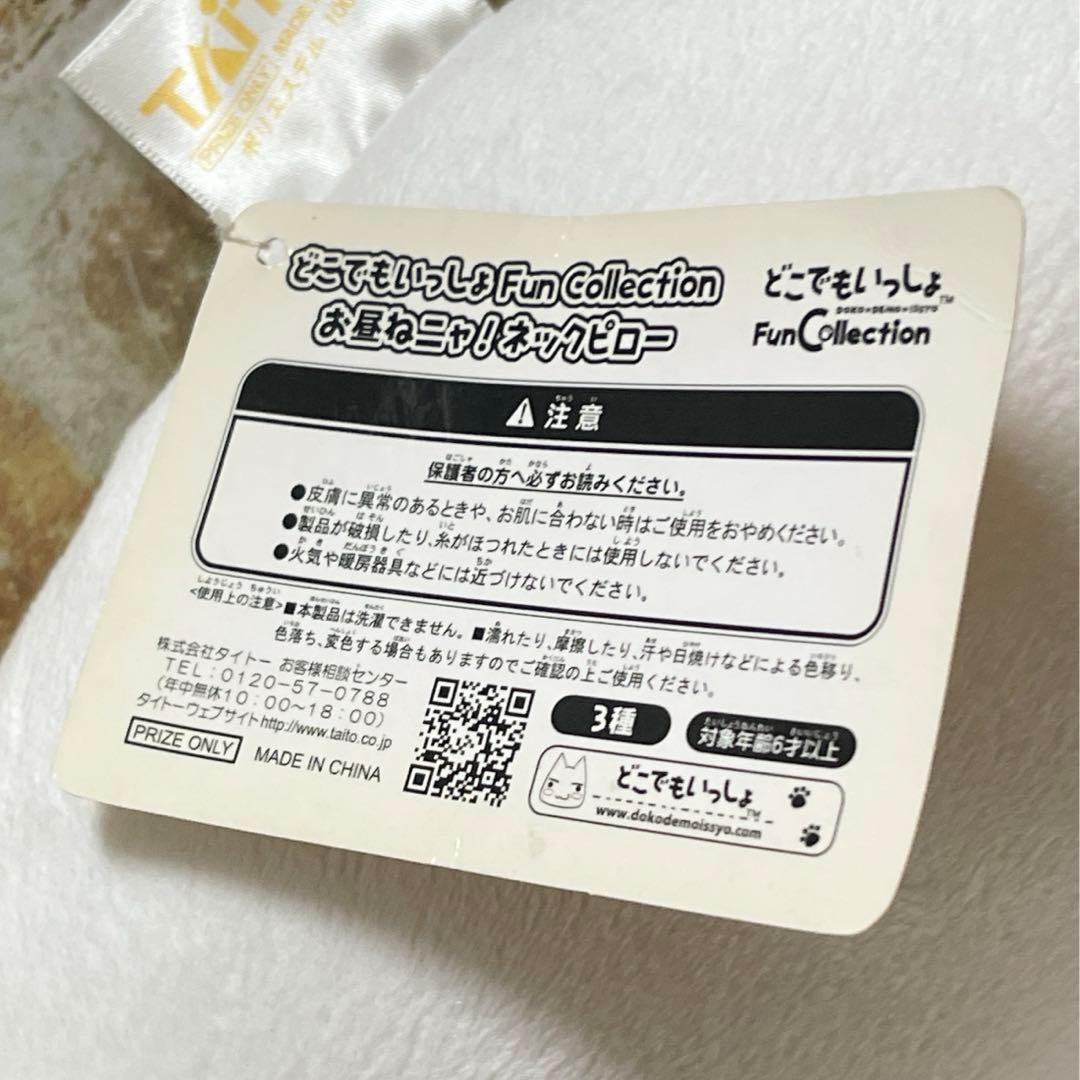 TAIT
PRIZE ONLY
MADE
ポリエステル 100
どこでもいっしょ Fun Collection
お昼ねニャ!ネックピロー
どこでもいっしょ™
DOKO×DEMO×ISSYO
Fun Collection
⚠注意
保護者の方へ必ずお読みください。
●皮膚に異常のあるときや、お肌に合わない時はご使用をおやめください。
●製品が破損したり、糸がほつれたときには使用しないでください。
●火気や暖房器具などには近づけないでください。
<使用上の注意>■本製品は洗濯できません。■濡れたり、摩擦したり、汗や日焼けなどによる色移り、
色落ち、変色する場合もありますのでご確認の上ご使用ください。
株式会社タイトー お客様相談センター
TEL:0120-57-0788
(年中無休10:00~18:00)
タイトーウェブサイトhttp://www.taito.co.jp
PRIZE ONLY MADE IN CHINA
3種
対象年齢6才以上
どこでもいっしょ™
www.dokodemoissyo.com